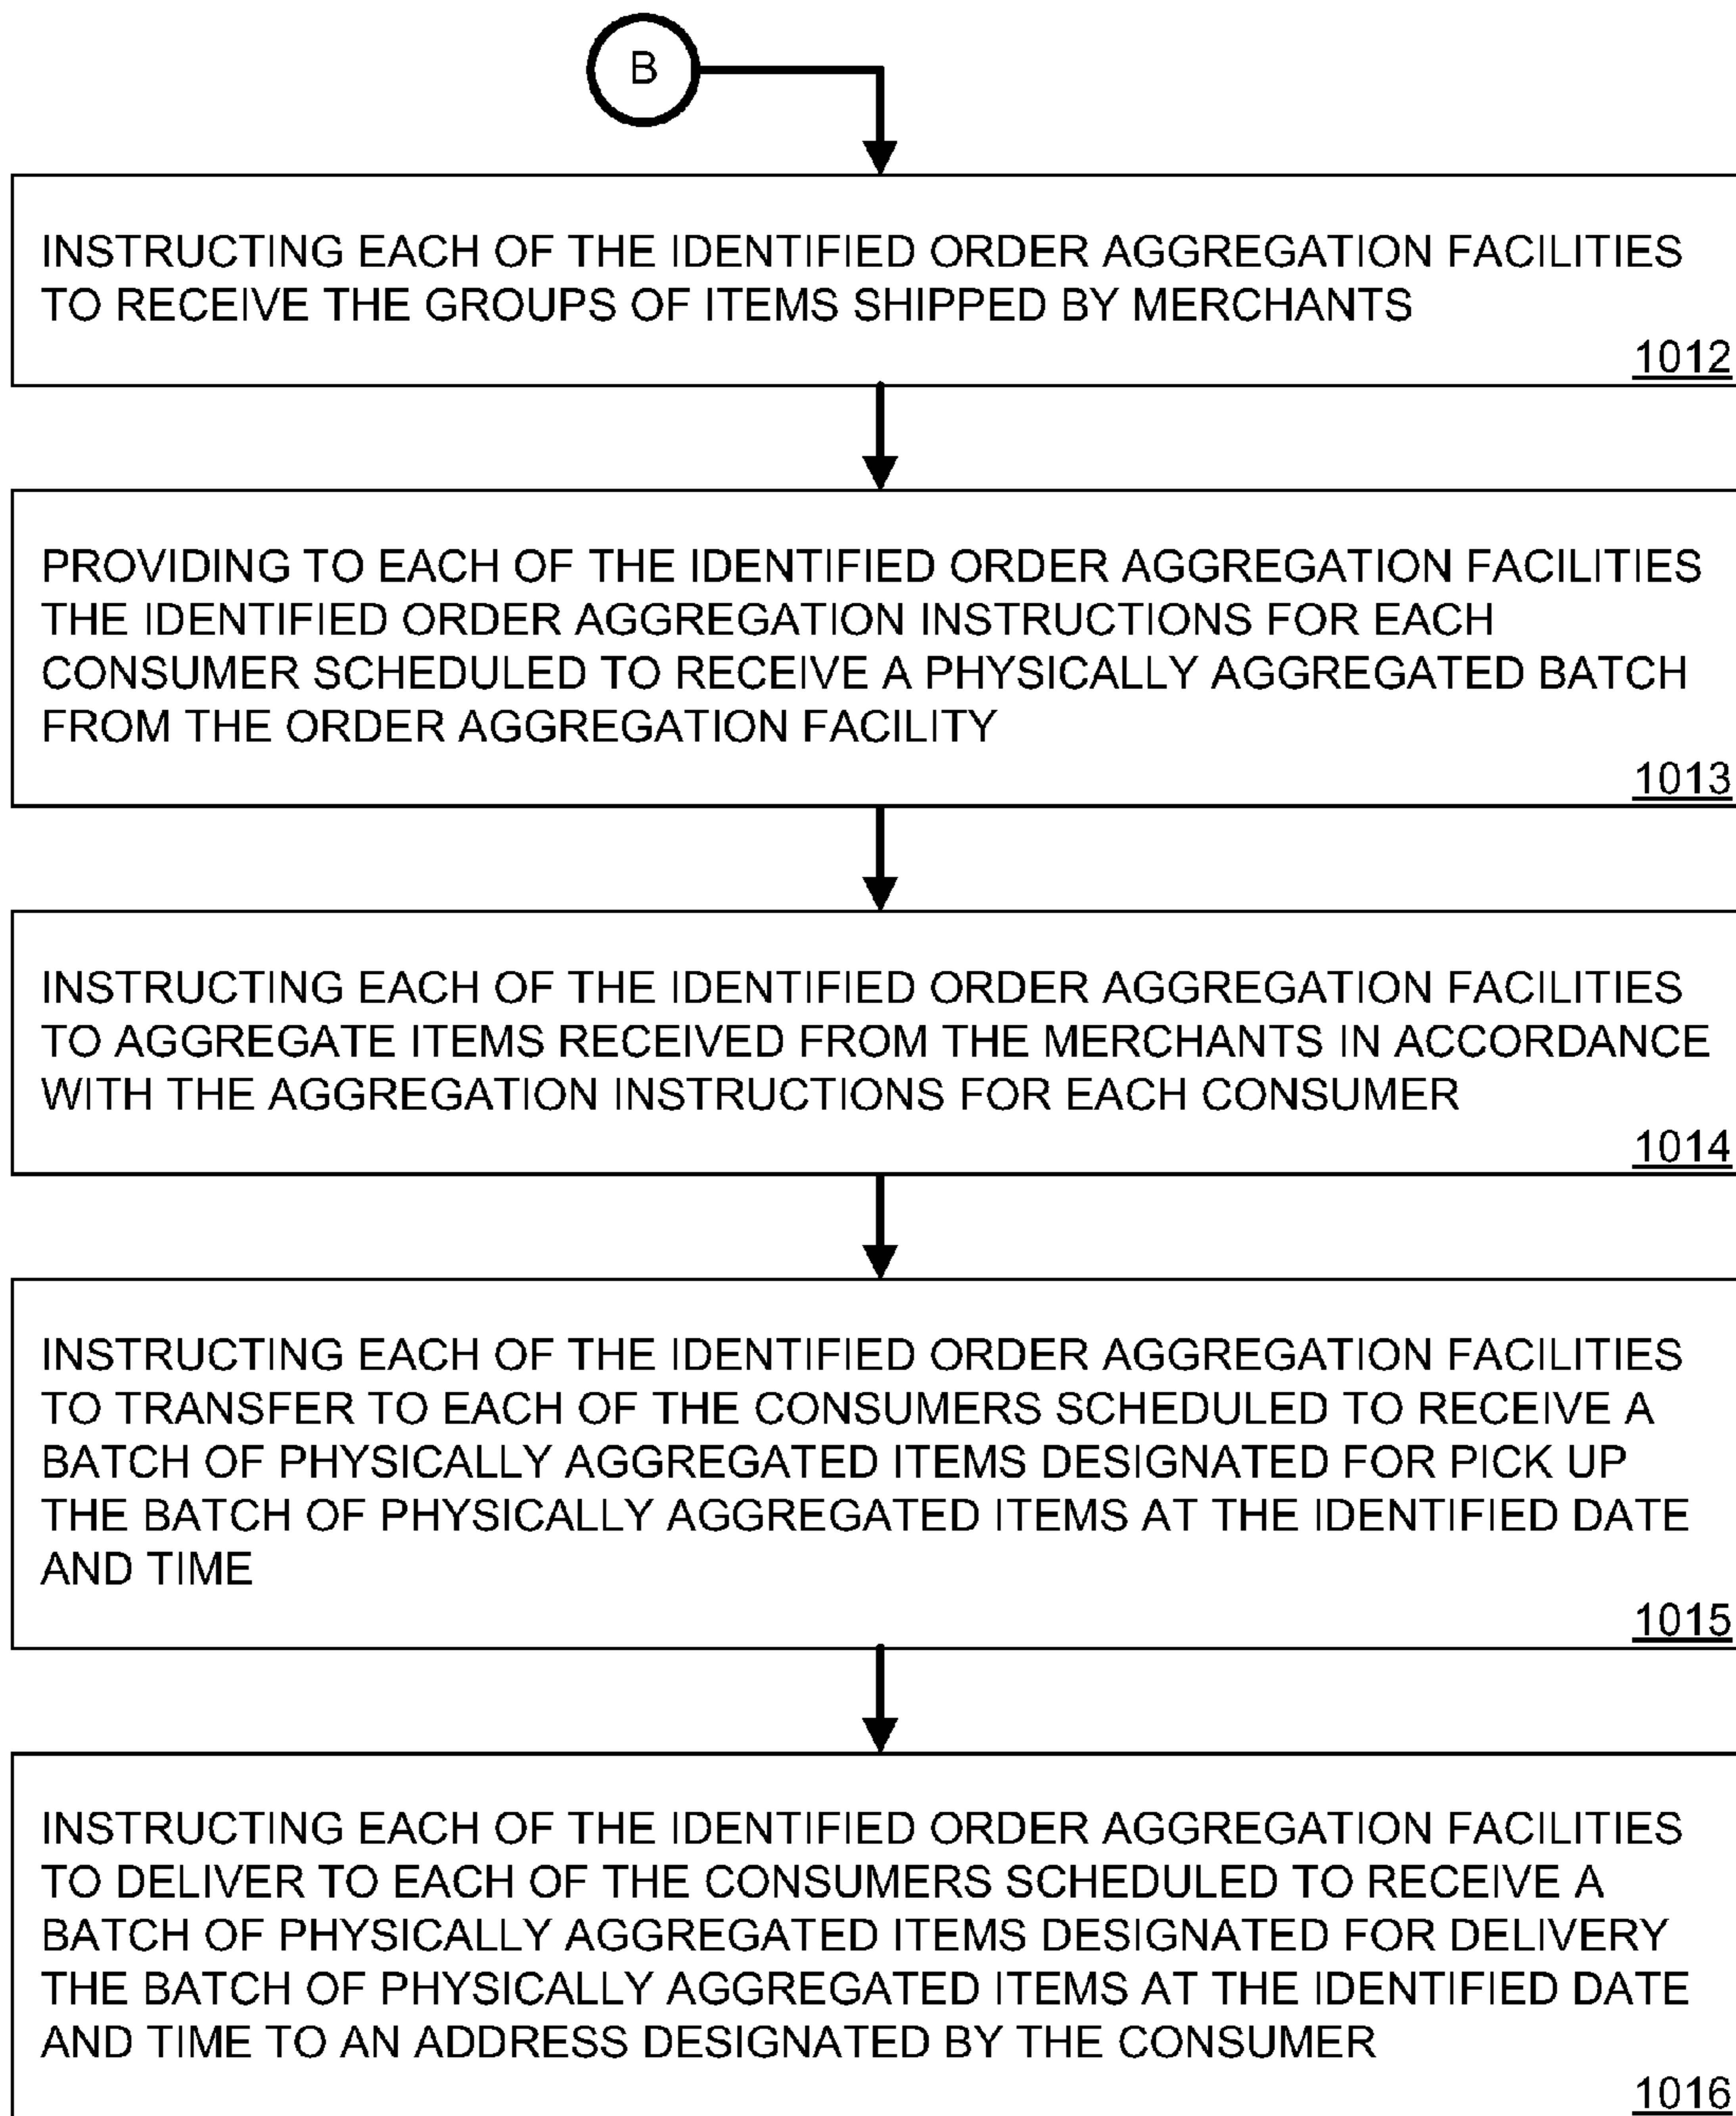 B
INSTRUCTING EACH OF THE IDENTIFIED ORDER AGGREGATION FACILITIES
TO RECEIVE THE GROUPS OF ITEMS SHIPPED BY MERCHANTS
1012
PROVIDING TO EACH OF THE IDENTIFIED ORDER AGGREGATION FACILITIES
THE IDENTIFIED ORDER AGGREGATION INSTRUCTIONS FOR EACH
CONSUMER SCHEDULED TO RECEIVE A PHYSICALLY AGGREGATED BATCH
FROM THE ORDER AGGREGATION FACILITY
1013
INSTRUCTING EACH OF THE IDENTIFIED ORDER AGGREGATION FACILITIES
TO AGGREGATE ITEMS RECEIVED FROM THE MERCHANTS IN ACCORDANCE
WITH THE AGGREGATION INSTRUCTIONS FOR EACH CONSUMER
1014
INSTRUCTING EACH OF THE IDENTIFIED ORDER AGGREGATION FACILITIES
TO TRANSFER TO EACH OF THE CONSUMERS SCHEDULED TO RECEIVE A
BATCH OF PHYSICALLY AGGREGATED ITEMS DESIGNATED FOR PICK UP
THE BATCH OF PHYSICALLY AGGREGATED ITEMS AT THE IDENTIFIED DATE
AND TIME
1015
INSTRUCTING EACH OF THE IDENTIFIED ORDER AGGREGATION FACILITIES
TO DELIVER TO EACH OF THE CONSUMERS SCHEDULED TO RECEIVE A
BATCH OF PHYSICALLY AGGREGATED ITEMS DESIGNATED FOR DELIVERY
THE BATCH OF PHYSICALLY AGGREGATED ITEMS AT THE IDENTIFIED DATE
AND TIME TO AN ADDRESS DESIGNATED BY THE CONSUMER
1016